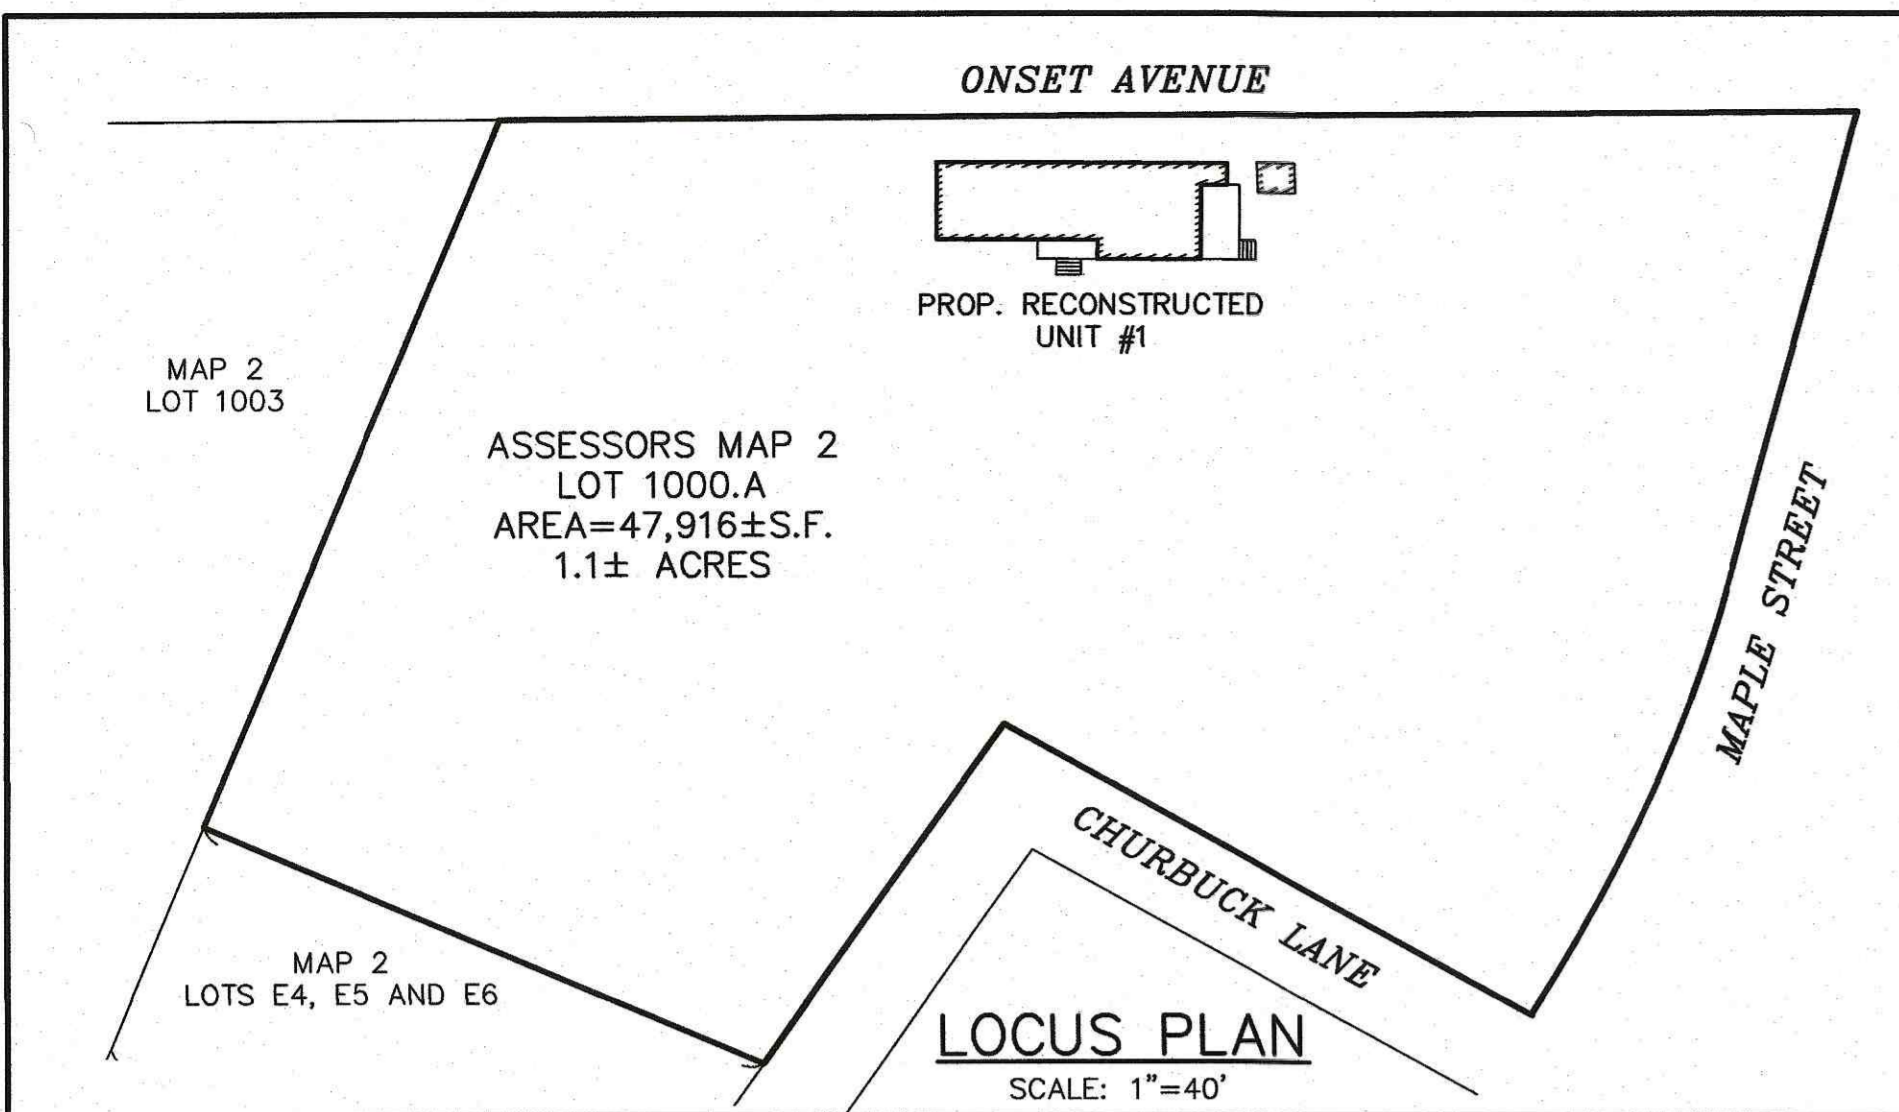 ONSET AVENUE
PROP. RECONSTRUCTED
UNIT #1
MAP 2
LOT 1003
ASSESSORS MAP 2
LOT 1000.A
AREA=47,916±S.F.
1.1± ACRES
MAPLE STREET
CHURBUCK LANE
MAP 2
LOTS E4, E5 AND E6
LOCUS PLAN
SCALE: 1"=40'